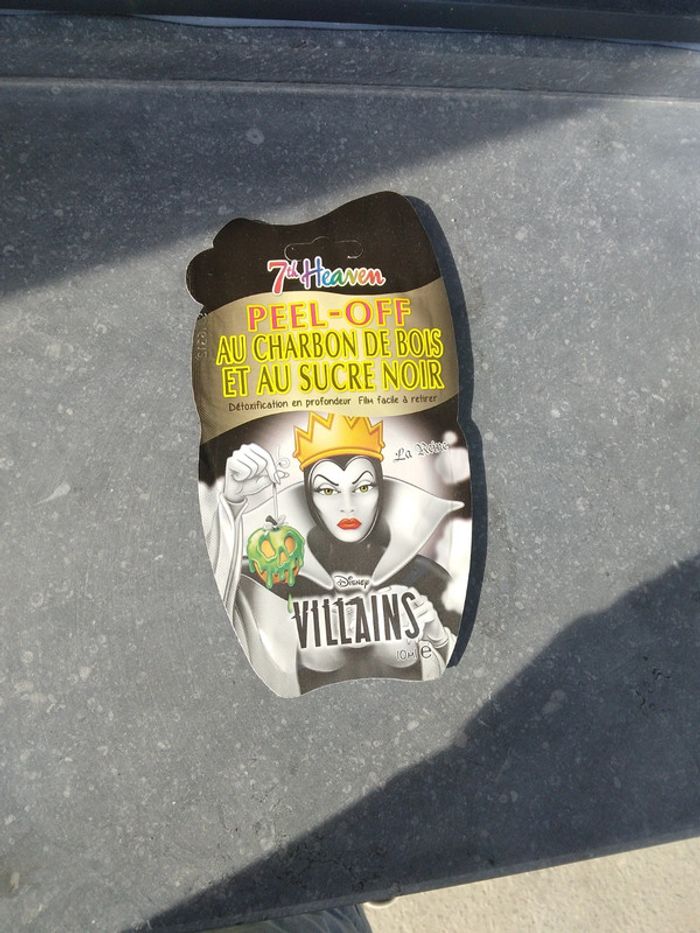 7th Heaven
PEEL-OFF
AU CHARBON DE BOIS
ET AU SUCRE NOIR
Détoxification en profondeur Film facile à retirer
La Reine
Disney
VILLAINS
10ml e